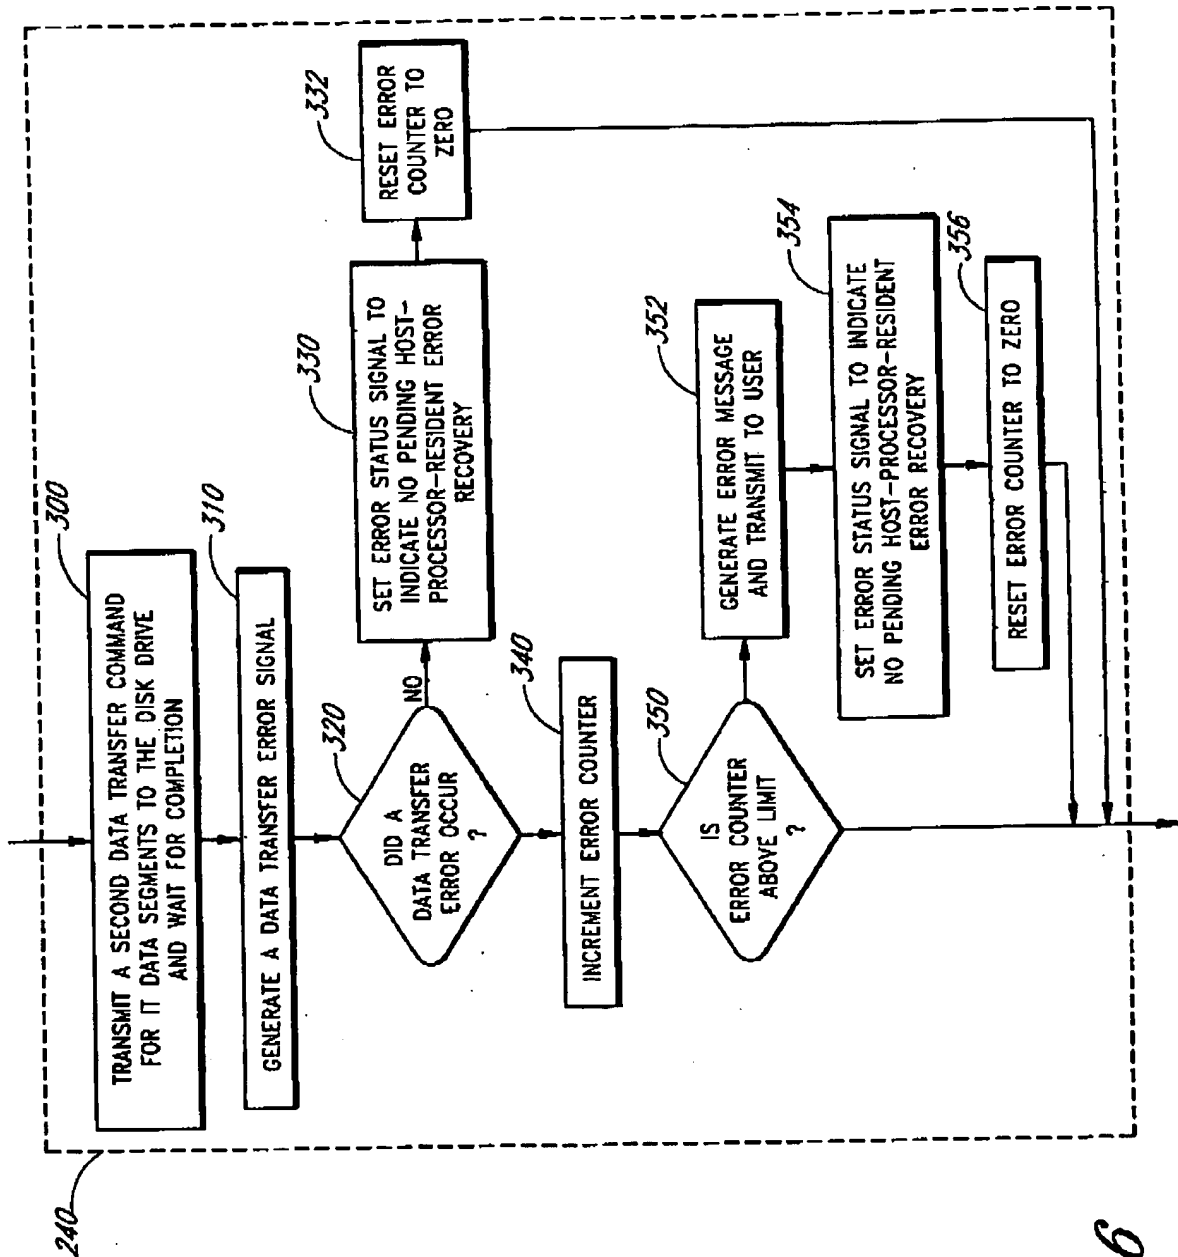 240
300
TRANSMIT A SECOND DATA TRANSFER COMMAND
FOR IT DATA SEGMENTS TO THE DISK DRIVE
AND WAIT FOR COMPLETION
310
GENERATE A DATA TRANSFER ERROR SIGNAL
320
DID A
DATA TRANSFER
ERROR OCCUR
?
NO
330
SET ERROR STATUS SIGNAL TO
INDICATE NO PENDING HOST-
PROCESSOR-RESIDENT ERROR
RECOVERY
332
RESET ERROR
COUNTER TO
ZERO
340
INCREMENT ERROR COUNTER
350
IS
ERROR COUNTER
ABOVE LIMIT
?
352
GENERATE ERROR MESSAGE
AND TRANSMIT TO USER
354
SET ERROR STATUS SIGNAL TO INDICATE
NO PENDING HOST-PROCESSOR-RESIDENT
ERROR RECOVERY
356
RESET ERROR COUNTER TO ZERO
6